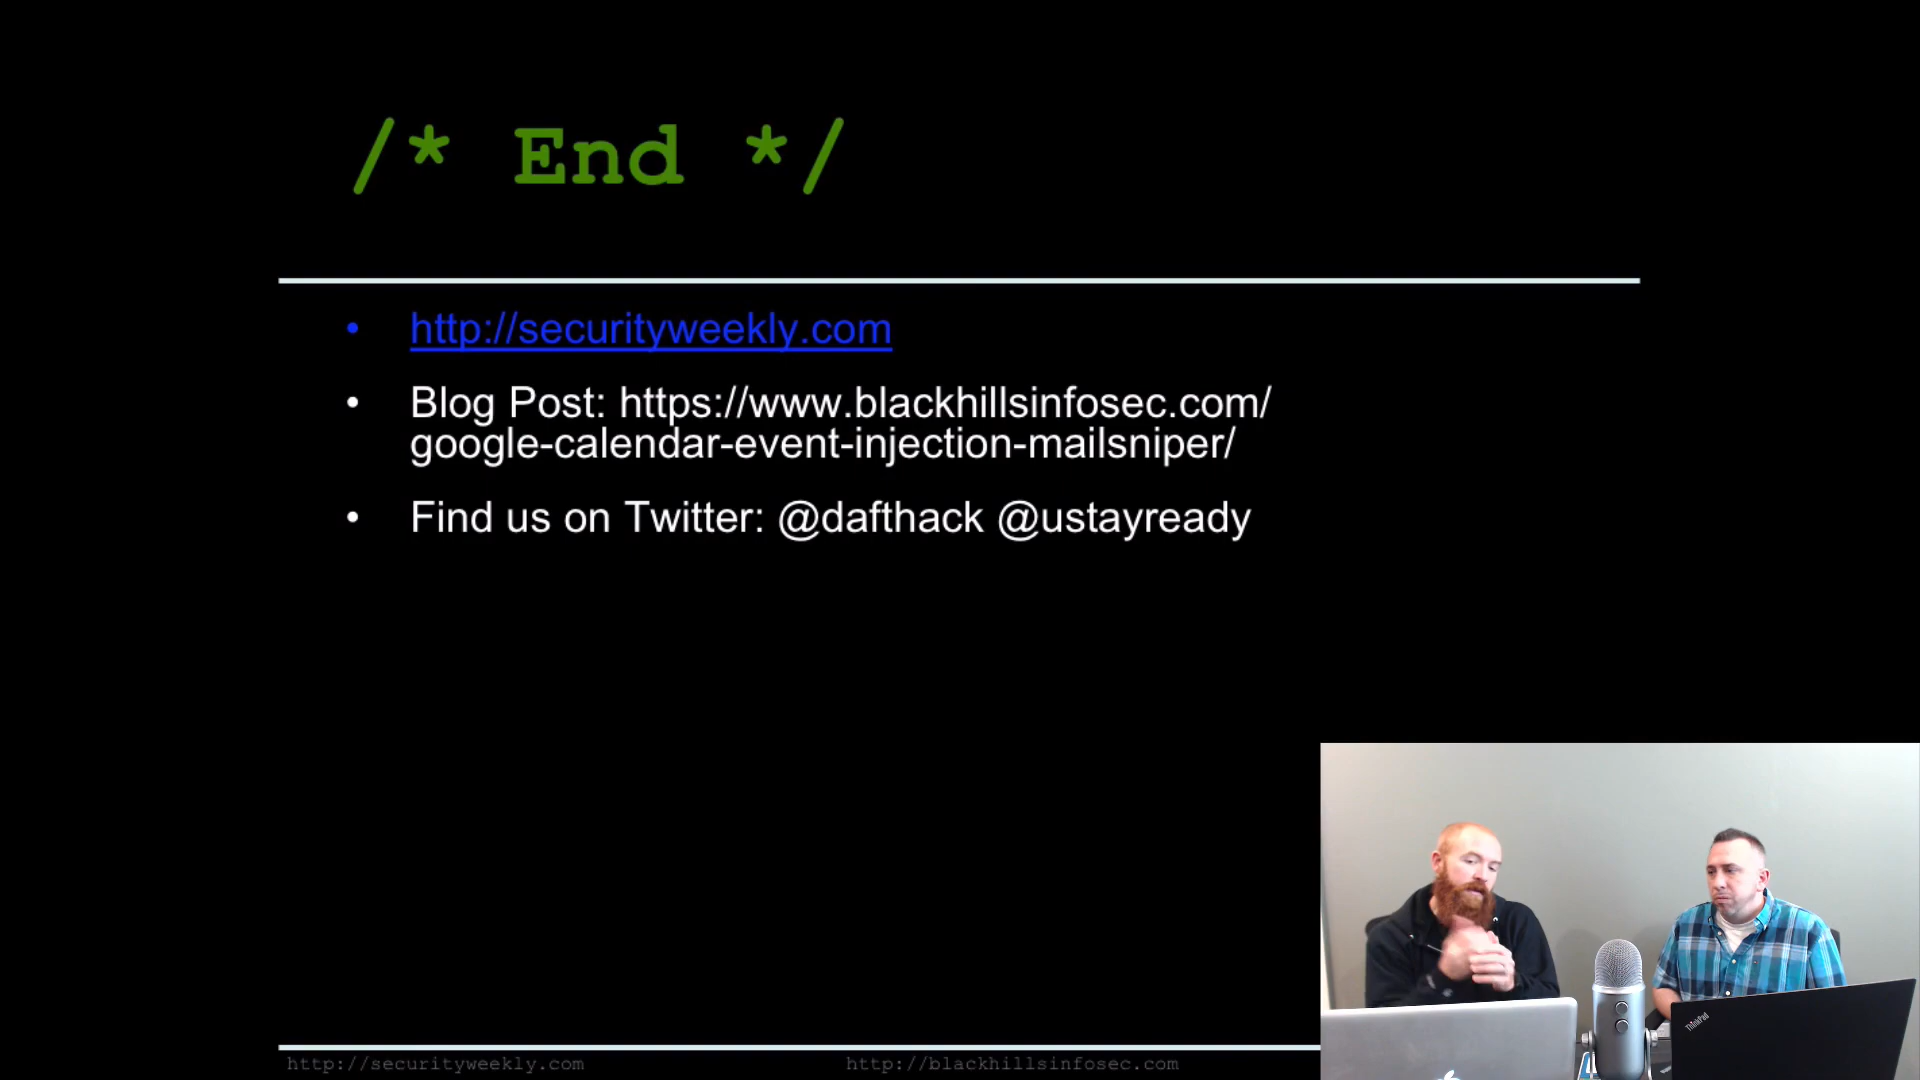 /* End */
• http://securityweekly.com
• Blog Post: https://www.blackhillsinfosec.com/
google-calendar-event-injection-mailsniper/
• Find us on Twitter: @dafthack @ustayready
ThinkPad
http://securityweekly.com
http://blackhillsinfosec.com